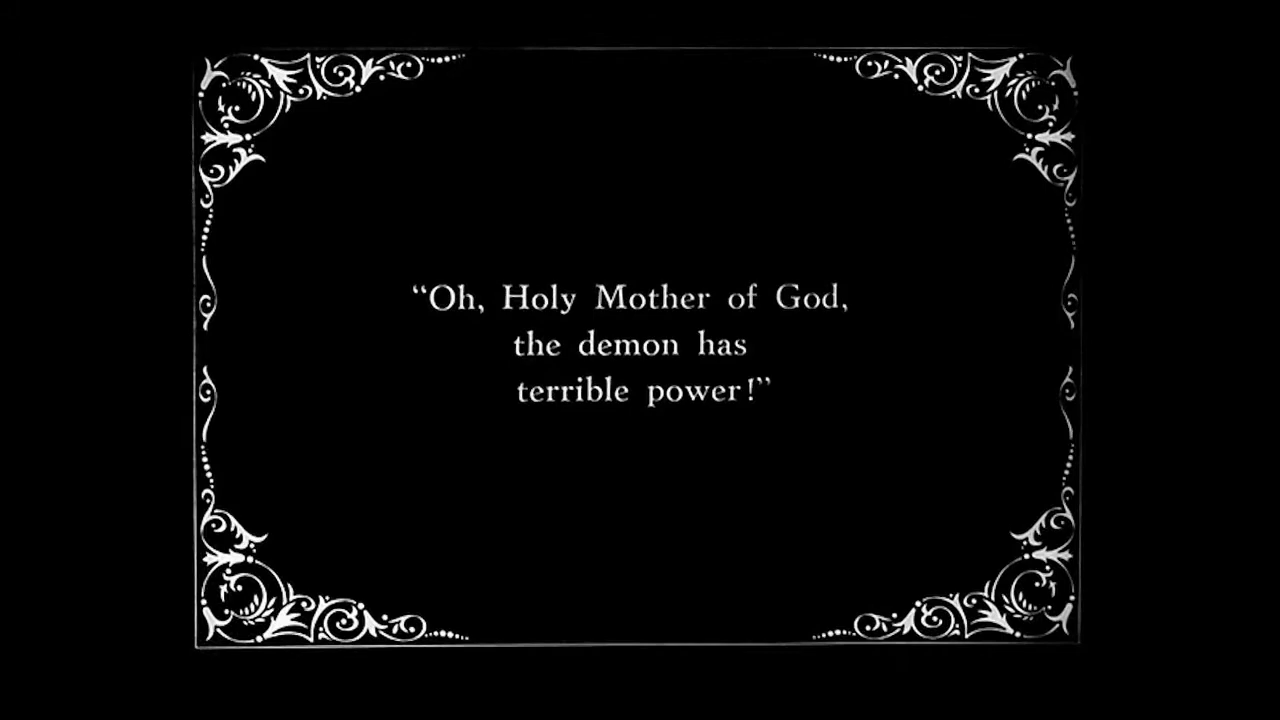 “Oh, Holy Mother of God,
the demon has
terrible power!”